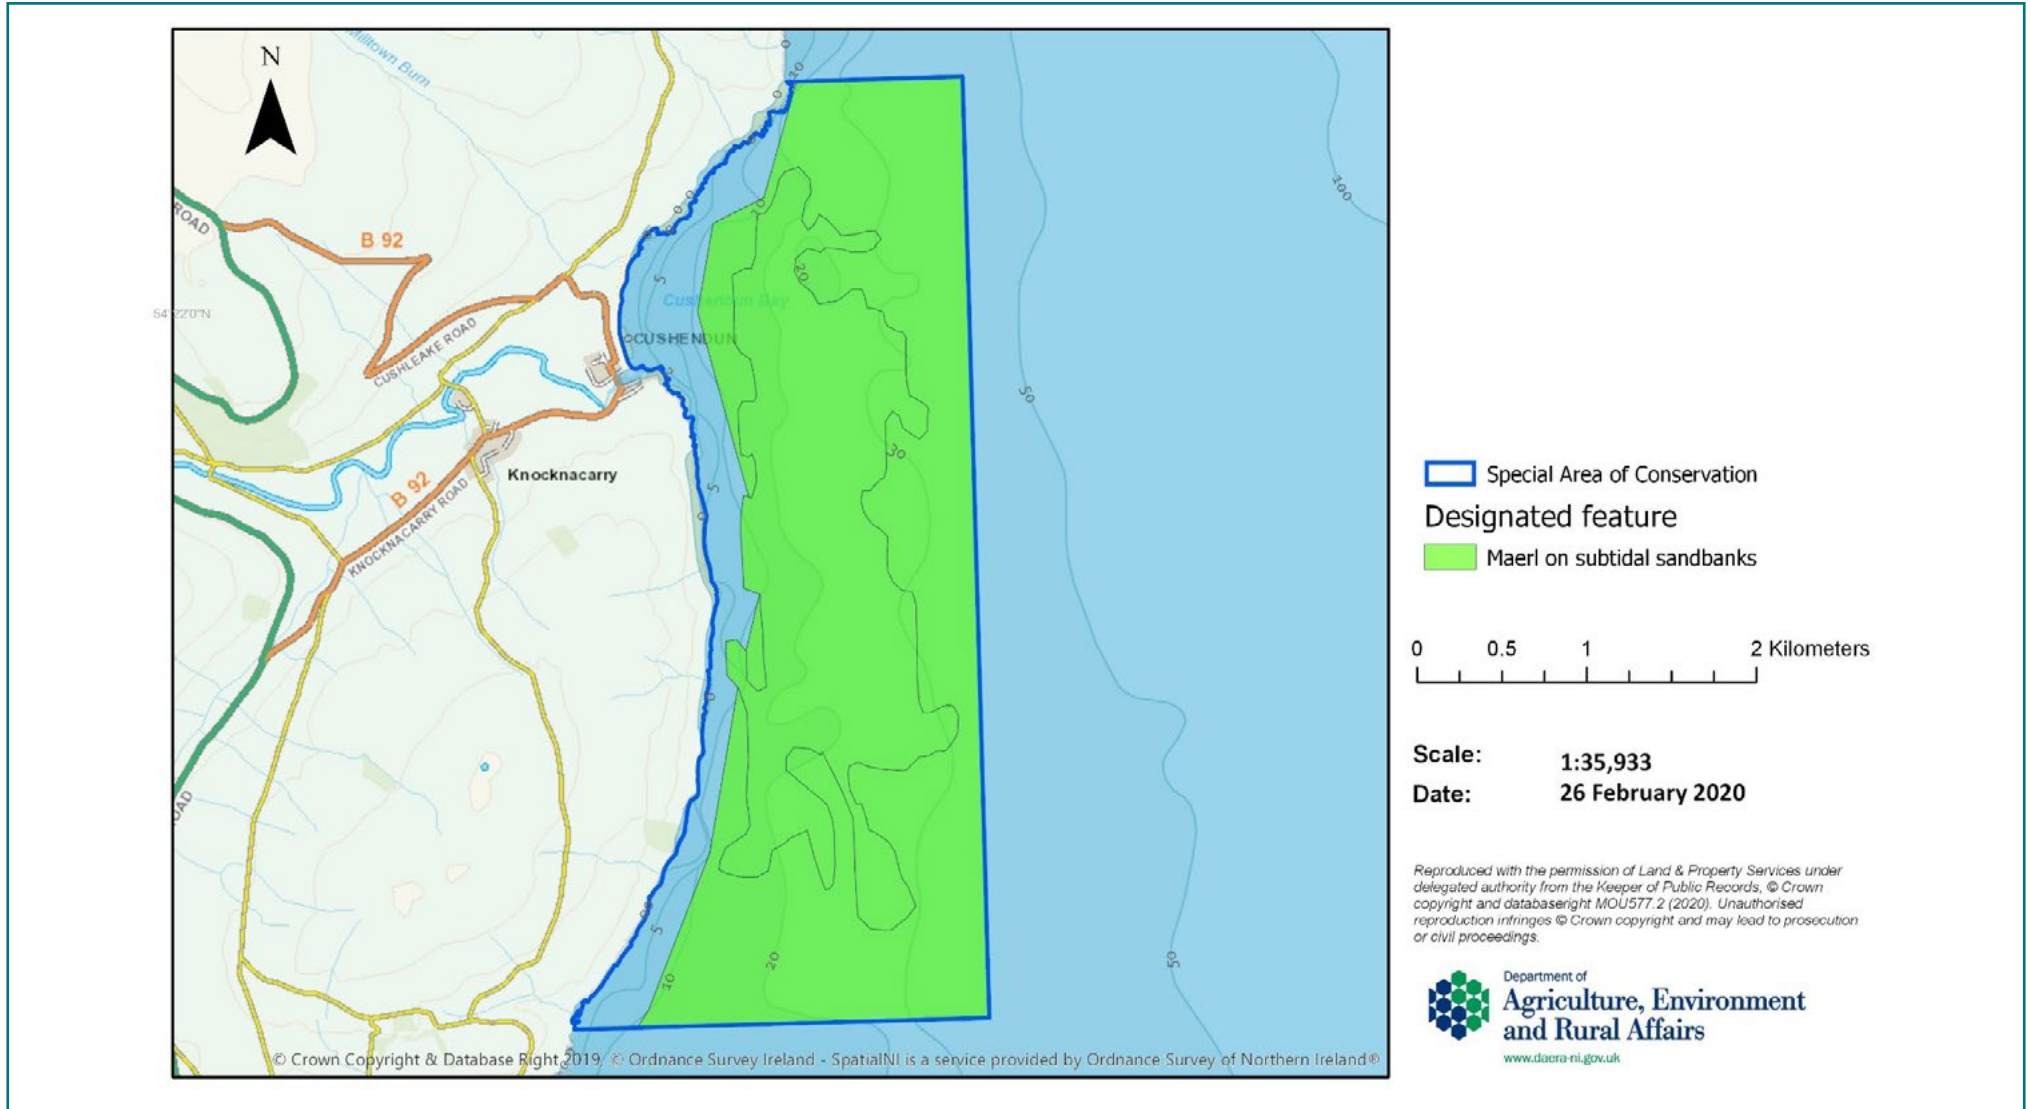 N
Milltown Burn
0
10
0
0
100
ROAD
B 92
0
0
10
20
5
Cushendun Bay
CUSHENDUN
CUSHLEAKE ROAD
50
30
Knocknacarry
B 92
KNOCKNACARRY ROAD
5
0
0
5
10
20
50
© Crown Copyright & Database Right 2019. © Ordnance Survey Ireland - SpatialNI is a service provided by Ordnance Survey of Northern Ireland®
Special Area of Conservation
Designated feature
Maerl on subtidal sandbanks
0 0.5 1 2 Kilometers
Scale: 1:35,933
Date: 26 February 2020
Reproduced with the permission of Land & Property Services under
delegated authority from the Keeper of Public Records, © Crown
copyright and databaseright MOU577.2 (2020). Unauthorised
reproduction infringes © Crown copyright and may lead to prosecution
or civil proceedings.
Department of
Agriculture, Environment
and Rural Affairs
www.daera-ni.gov.uk